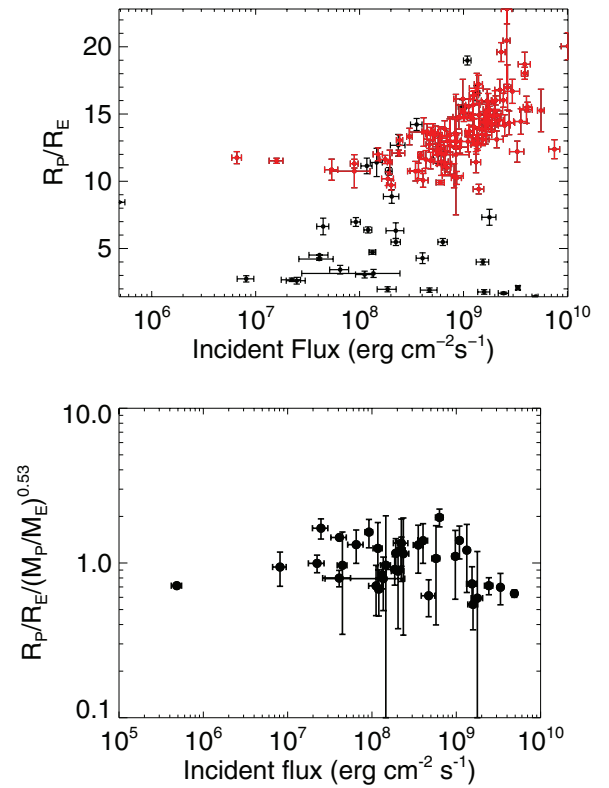 20
15
10
5
R_P/R_E
10^6 10^7 10^8 10^9 10^10
Incident Flux (erg cm^−2 s^−1)
10.0
1.0
0.1
R_P/R_E/(M_P/M_E)^0.53
10^5 10^6 10^7 10^8 10^9 10^10
Incident flux (erg cm^-2 s^-1)